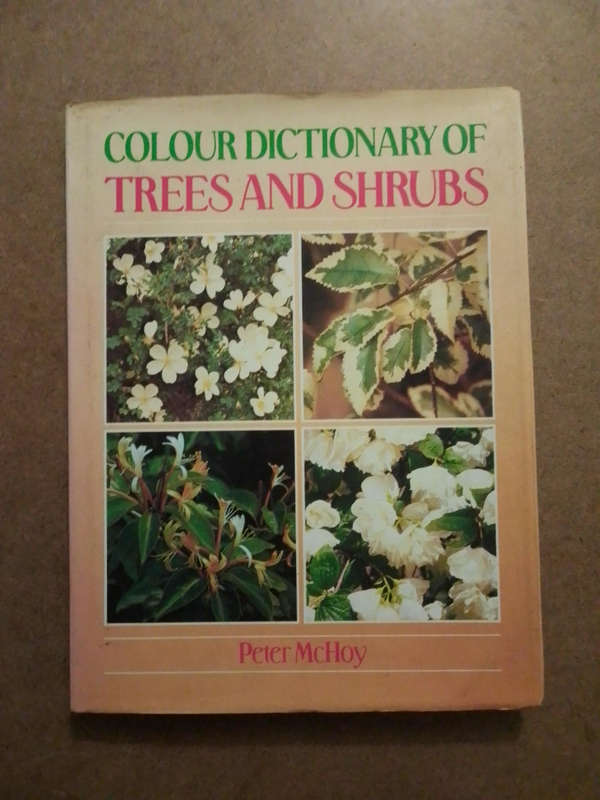 COLOUR DICTIONARY OF
TREES AND SHRUBS
Peter McHoy